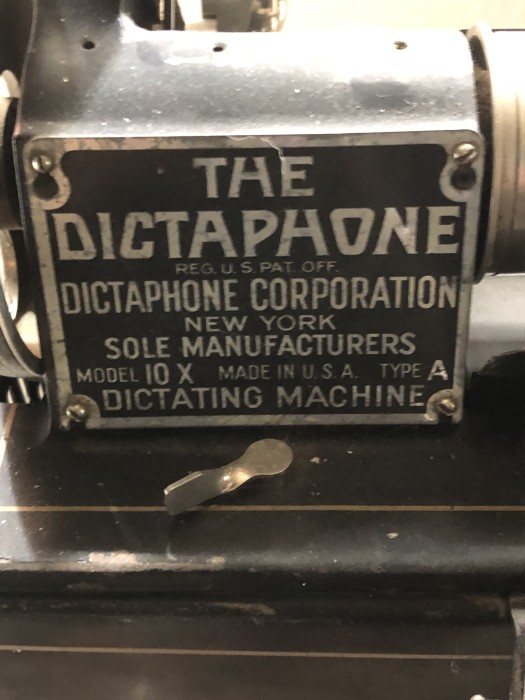 THE
DICTAPHONE
REG. U.S. PAT. OFF.
DICTAPHONE CORPORATION
NEW YORK
SOLE MANUFACTURERS
MODEL 10 X MADE IN U.S.A. TYPE A
DICTATING MACHINE